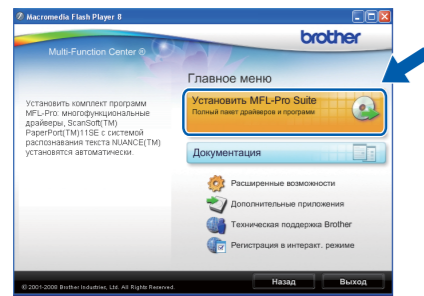 Macromedia Flash Player 8
brother
Multi-Function Center ®
Главное меню
Установить комплект программ
MFL-Pro: многофункциональные
драйверы, ScanSoft(TM)
PaperPort(TM)11SE с системой
распознавания текста NUANCE(TM)
установятся автоматически.
Установить MFL-Pro Suite
Полный пакет драйверов и программ
Документация
Расширенные возможности
Дополнительные приложения
Техническая поддержка Brother
Регистрация в интеракт. режиме
© 2001-2008 Brother Industries, Ltd. All Rights Reserved.
Назад
Выход